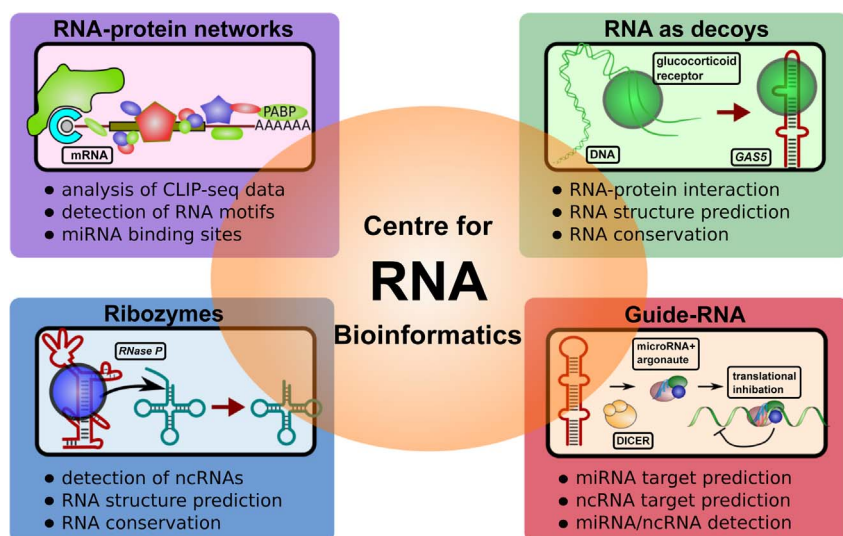 RNA-protein networks
PABP
AAAAAA
mRNA
● analysis of CLIP-seq data
● detection of RNA motifs
● miRNA binding sites
RNA as decoys
glucocorticoid
receptor
DNA
GAS5
● RNA-protein interaction
● RNA structure prediction
● RNA conservation
Centre for
RNA
Bioinformatics
Ribozymes
RNase P
● detection of ncRNAs
● RNA structure prediction
● RNA conservation
Guide-RNA
microRNA+
argonaute
translational
inhibation
DICER
● miRNA target prediction
● ncRNA target prediction
● miRNA/ncRNA detection